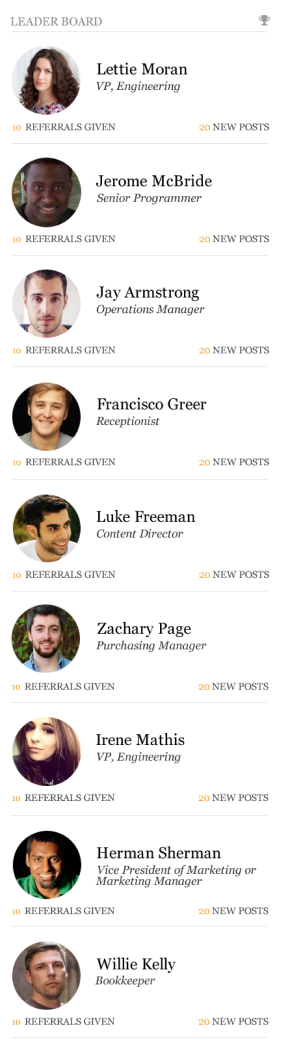 LEADER BOARD
Lettie Moran
VP, Engineering
10 REFERRALS GIVEN 20 NEW POSTS
Jerome McBride
Senior Programmer
10 REFERRALS GIVEN 20 NEW POSTS
Jay Armstrong
Operations Manager
10 REFERRALS GIVEN 20 NEW POSTS
Francisco Greer
Receptionist
10 REFERRALS GIVEN 20 NEW POSTS
Luke Freeman
Content Director
10 REFERRALS GIVEN 20 NEW POSTS
Zachary Page
Purchasing Manager
10 REFERRALS GIVEN 20 NEW POSTS
Irene Mathis
VP, Engineering
10 REFERRALS GIVEN 20 NEW POSTS
Herman Sherman
Vice President of Marketing or
Marketing Manager
10 REFERRALS GIVEN 20 NEW POSTS
Willie Kelly
Bookkeeper
10 REFERRALS GIVEN 20 NEW POSTS